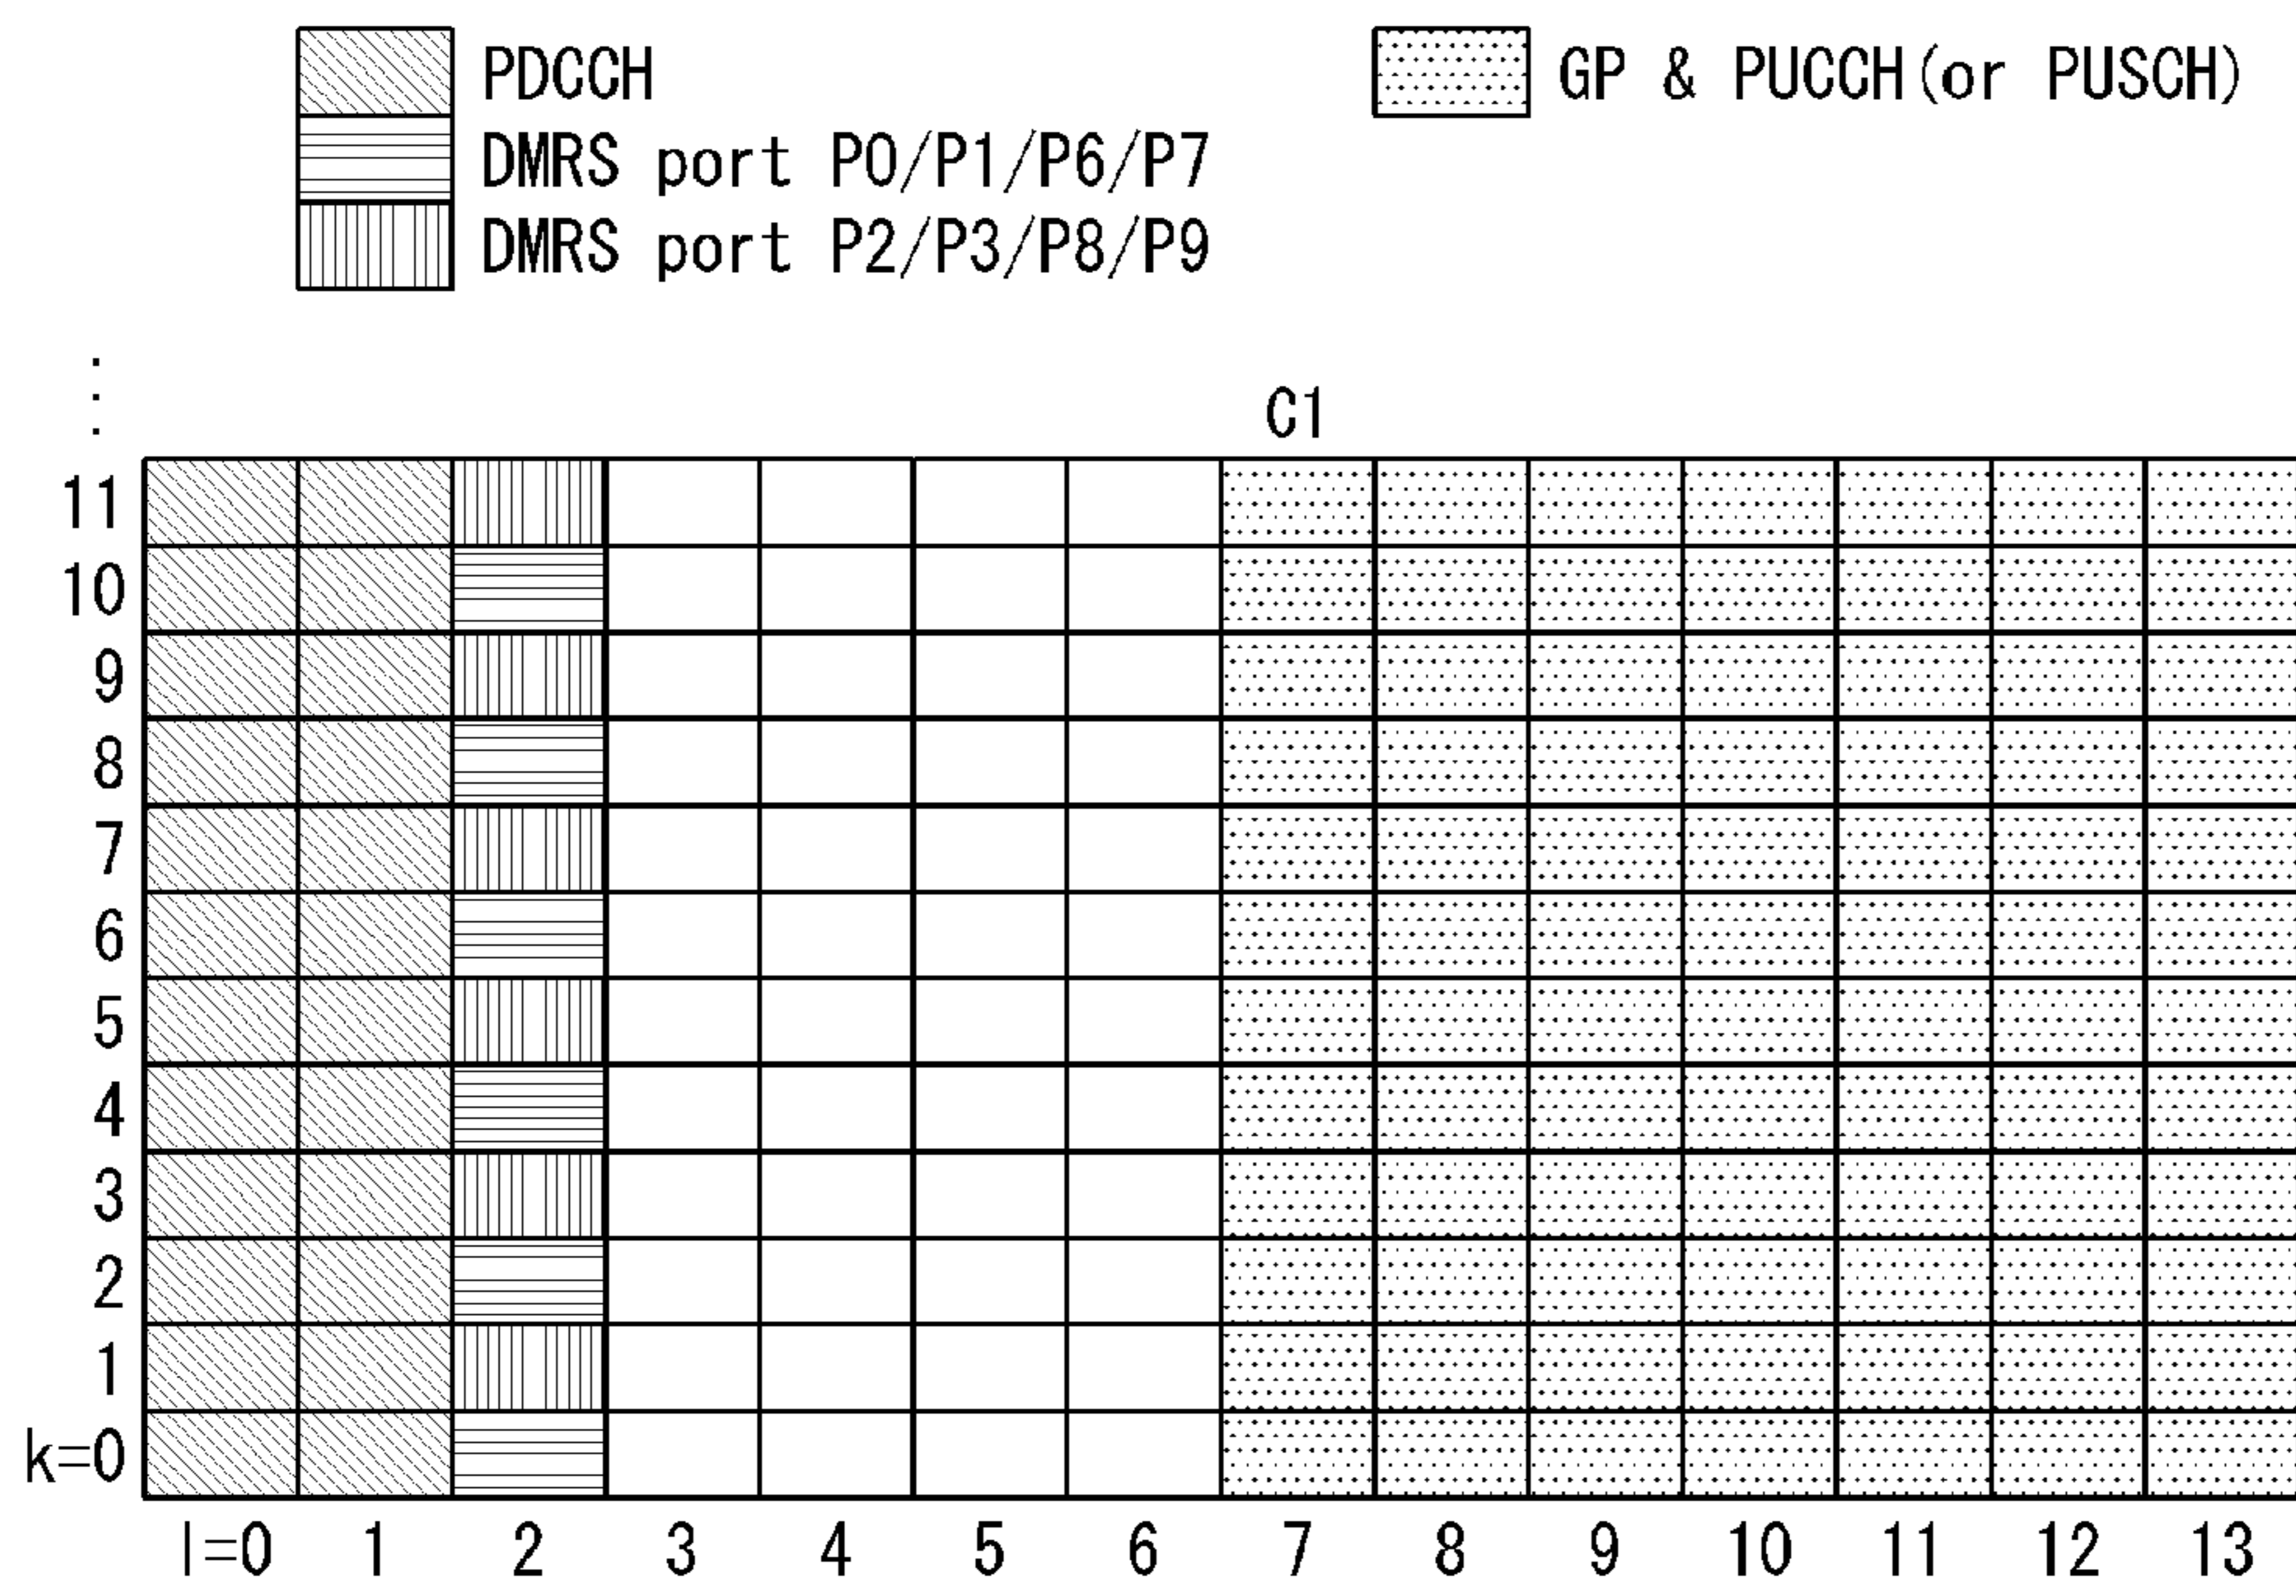 PDCCH
GP & PUCCH(or PUSCH)
DMRS port P0/P1/P6/P7
DMRS port P2/P3/P8/P9
C1
11
10
9
8
7
6
5
4
3
2
1
k=0
l=0 1 2 3 4 5 6 7 8 9 10 11 12 13